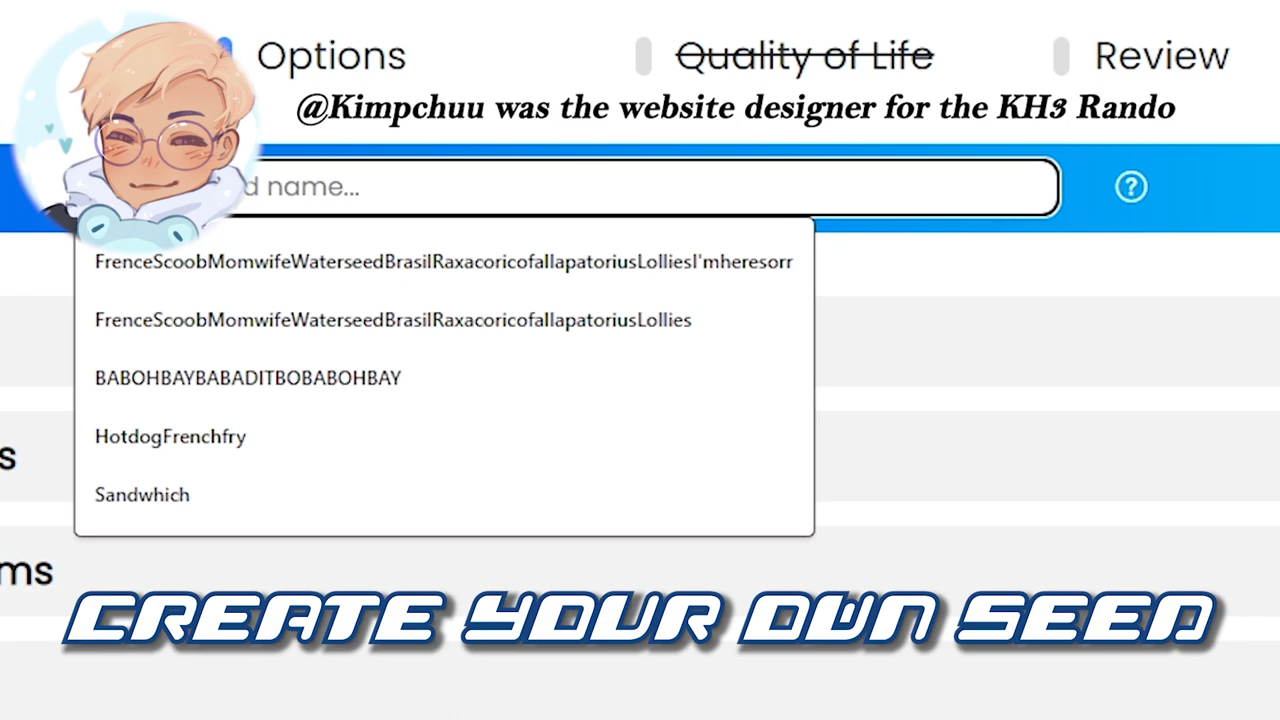 Options
Quality of Life
Review
@Kimpchuu was the website designer for the KH3 Rando
d name...
FrenceScoobMomwifeWaterseedBrasilRaxacoricofallapatoriusLolliesI'mheresorr
FrenceScoobMomwifeWaterseedBrasilRaxacoricofallapatoriusLollies
BABOHBAYBABADITBOBABOHBAY
HotdogFrenchfry
s
Sandwhich
ms
CREATE YOUR OWN SEED